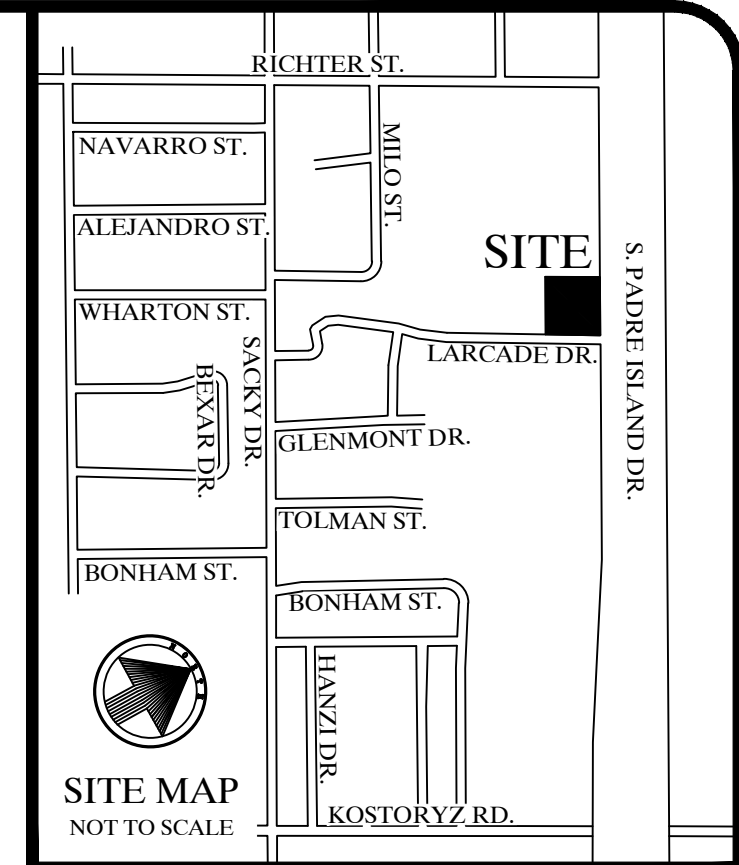 RICHTER ST.
NAVARRO ST.
MILO ST.
ALEJANDRO ST.
SITE
S. PADRE ISLAND DR.
WHARTON ST.
SACKY DR.
LARCADE DR.
BEXAR DR.
GLENMONT DR.
TOLMAN ST.
BONHAM ST.
BONHAM ST.
NORTH
HANZI DR.
SITE MAP
KOSTORYZ RD.
NOT TO SCALE